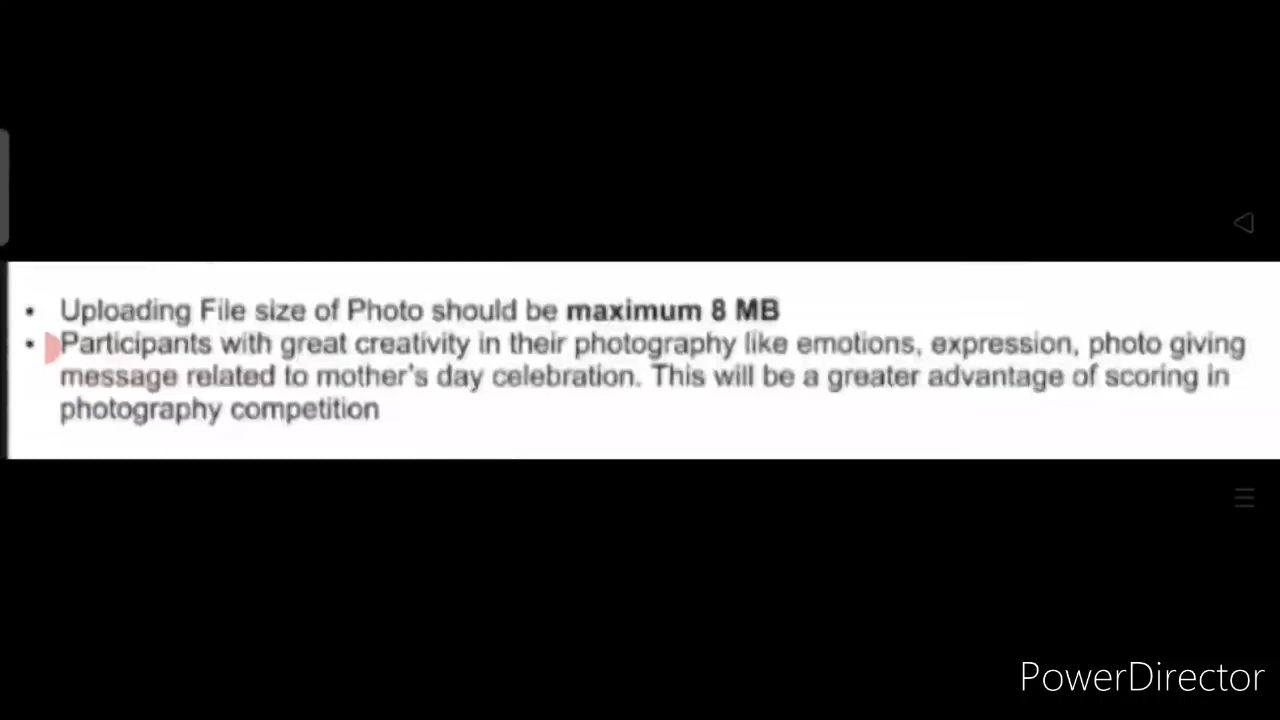 • Uploading File size of Photo should be maximum 8 MB
• Participants with great creativity in their photography like emotions, expression, photo giving
message related to mother's day celebration. This will be a greater advantage of scoring in
photography competition
PowerDirector